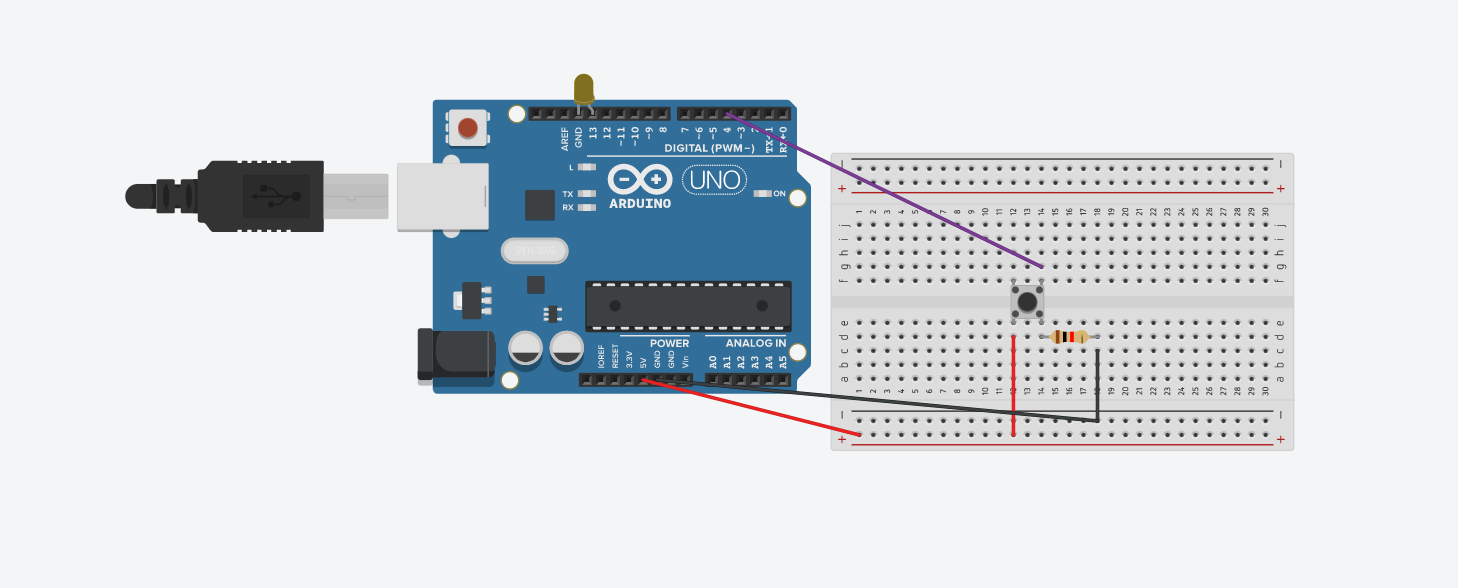 AREF GND 13 12 ~11 ~10 ~9 8 7 ~6 ~5 4 ~3 2 TX→1 RX←0
DIGITAL (PWM~)
L
TX
RX
UNO
ON
ARDUINO
POWER ANALOG IN
IOREF RESET 3.3V 5V GND GND Vin A0 A1 A2 A3 A4 A5
- -
+ +
1 2 3 4 5 6 7 8 9 10 11 12 13 14 15 16 17 18 19 20 21 22 23 24 25 26 27 28 29 30
j j
i i
h h
g g
f f
e e
d d
c c
b b
a a
1 2 3 4 5 6 7 8 9 10 11 12 13 14 15 16 17 18 19 20 21 22 23 24 25 26 27 28 29 30
- -
+ +